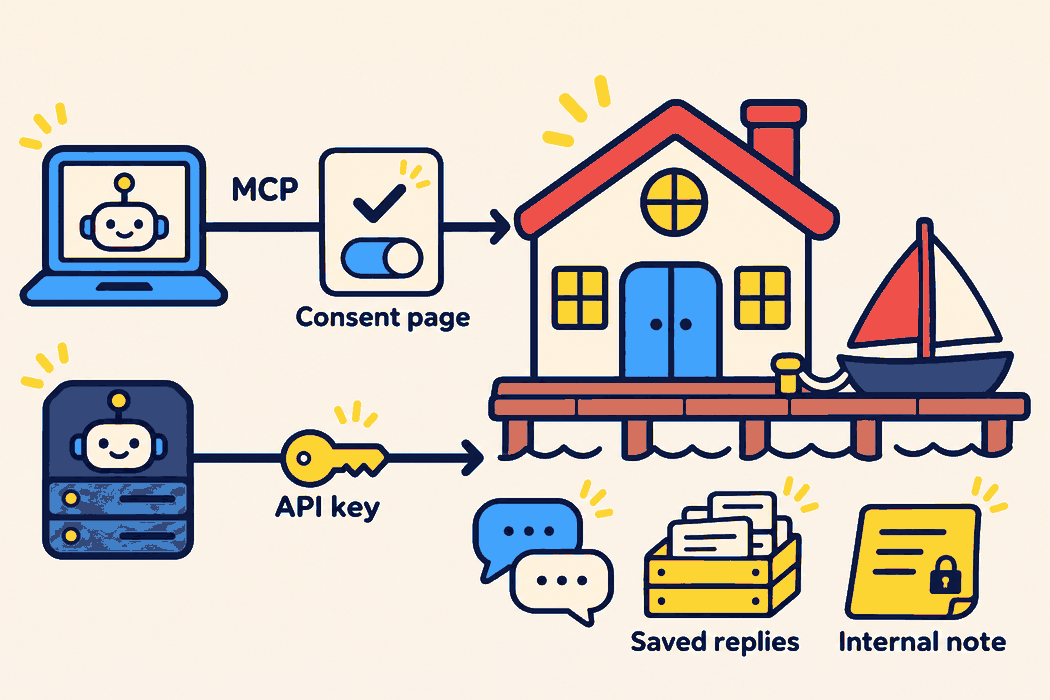 MCP
Consent page
API key
Saved replies
Internal note